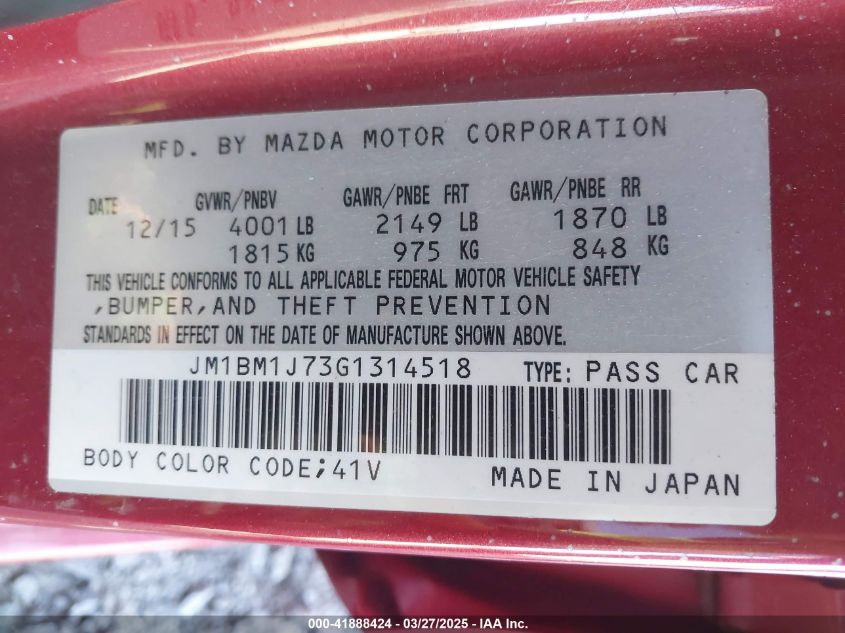 MFD. BY MAZDA MOTOR CORPORATION
DATE GVWR/PNBV GAWR/PNBE FRT GAWR/PNBE RR
12/15 4001 LB 2149 LB 1870 LB
1815 KG 975 KG 848 KG
THIS VEHICLE CONFORMS TO ALL APPLICABLE FEDERAL MOTOR VEHICLE SAFETY
,BUMPER,AND THEFT PREVENTION
STANDARDS IN EFFECT ON THE DATE OF MANUFACTURE SHOWN ABOVE.
JM1BM1J73G1314518 TYPE: PASS CAR
BODY COLOR CODE;41V MADE IN JAPAN
000-41888424 - 03/27/2025 - IAA Inc.